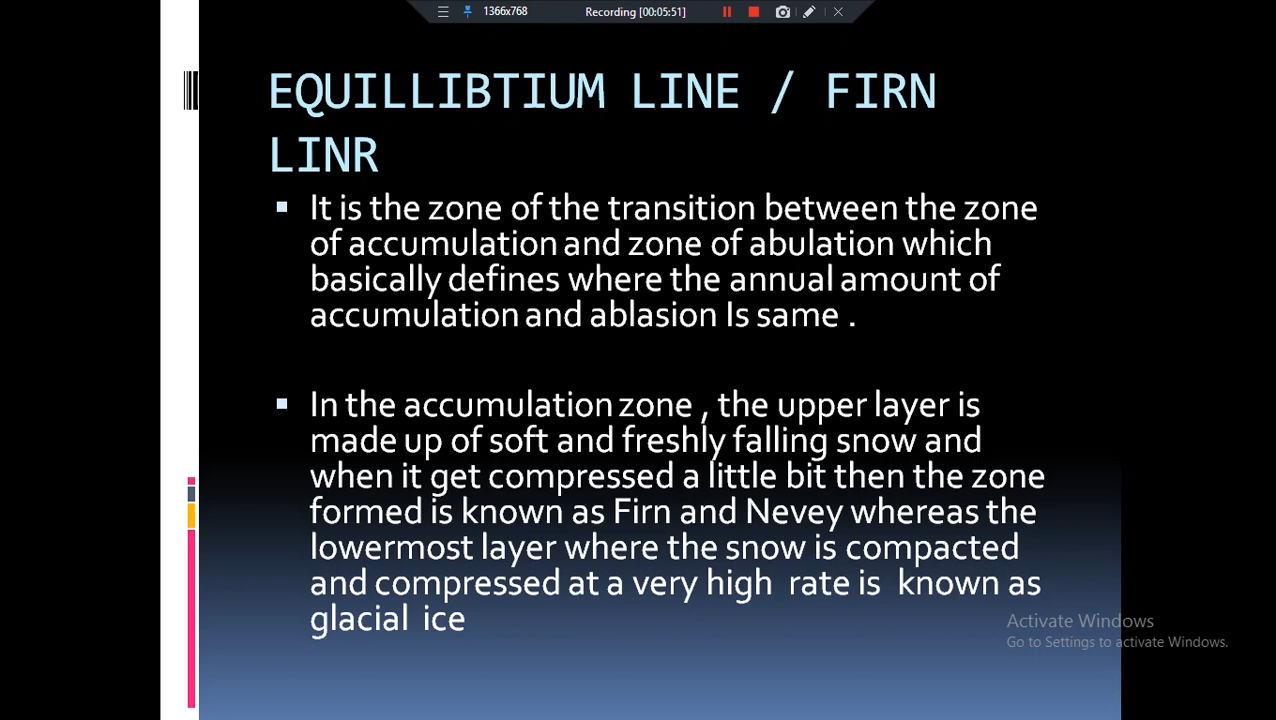 1366x768
Recording [00:05:51]
EQUILLIBTIUM LINE / FIRN
LINR
It is the zone of the transition between the zone
of accumulation and zone of abulation which
basically defines where the annual amount of
accumulation and ablasion Is same .
In the accumulation zone , the upper layer is
made up of soft and freshly falling snow and
when it get compressed a little bit then the zone
formed is known as Firn and Nevey whereas the
lowermost layer where the snow is compacted
and compressed at a very high rate is known as
glacial ice
Activate Windows
Go to Settings to activate Windows.